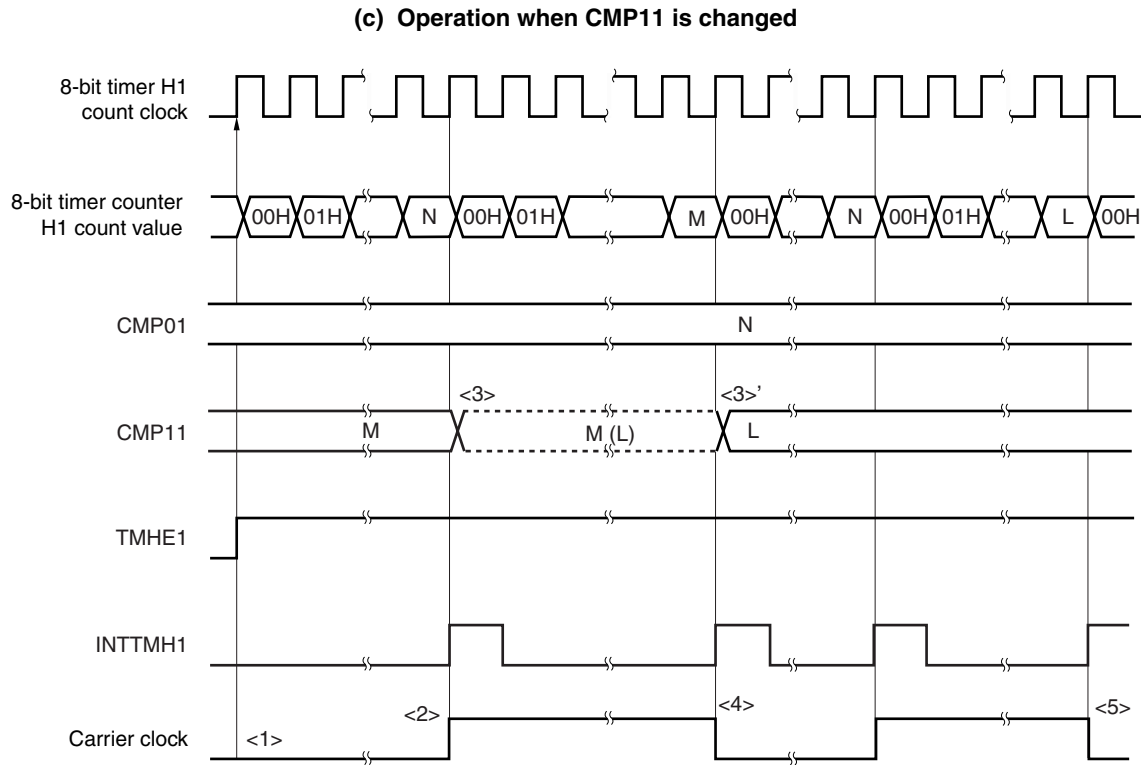 (c) Operation when CMP11 is changed
8-bit timer H1
count clock
8-bit timer counter
H1 count value
00H 01H N 00H 01H M 00H N 00H 01H L 00H
CMP01
N
<3> <3>’
CMP11
M M (L) L
TMHE1
INTTMH1
<2> <4> <5>
Carrier clock
<1>